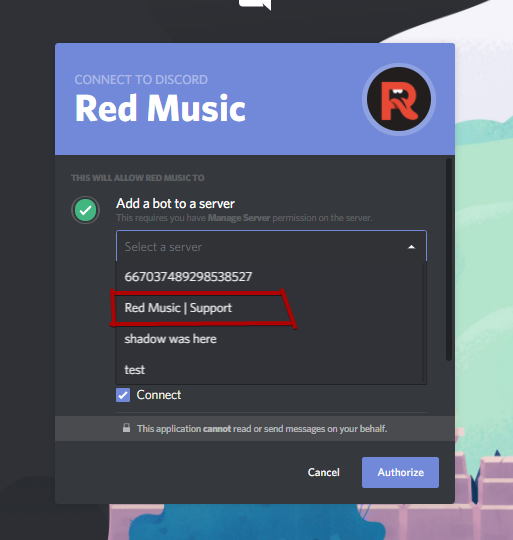 CONNECT TO DISCORD
Red Music
R
THIS WILL ALLOW RED MUSIC TO
Add a bot to a server
This requires you have Manage Server permission on the server.
Select a server
667037489298538527
Red Music | Support
shadow was here
test
Connect
This application cannot read or send messages on your behalf.
Cancel
Authorize